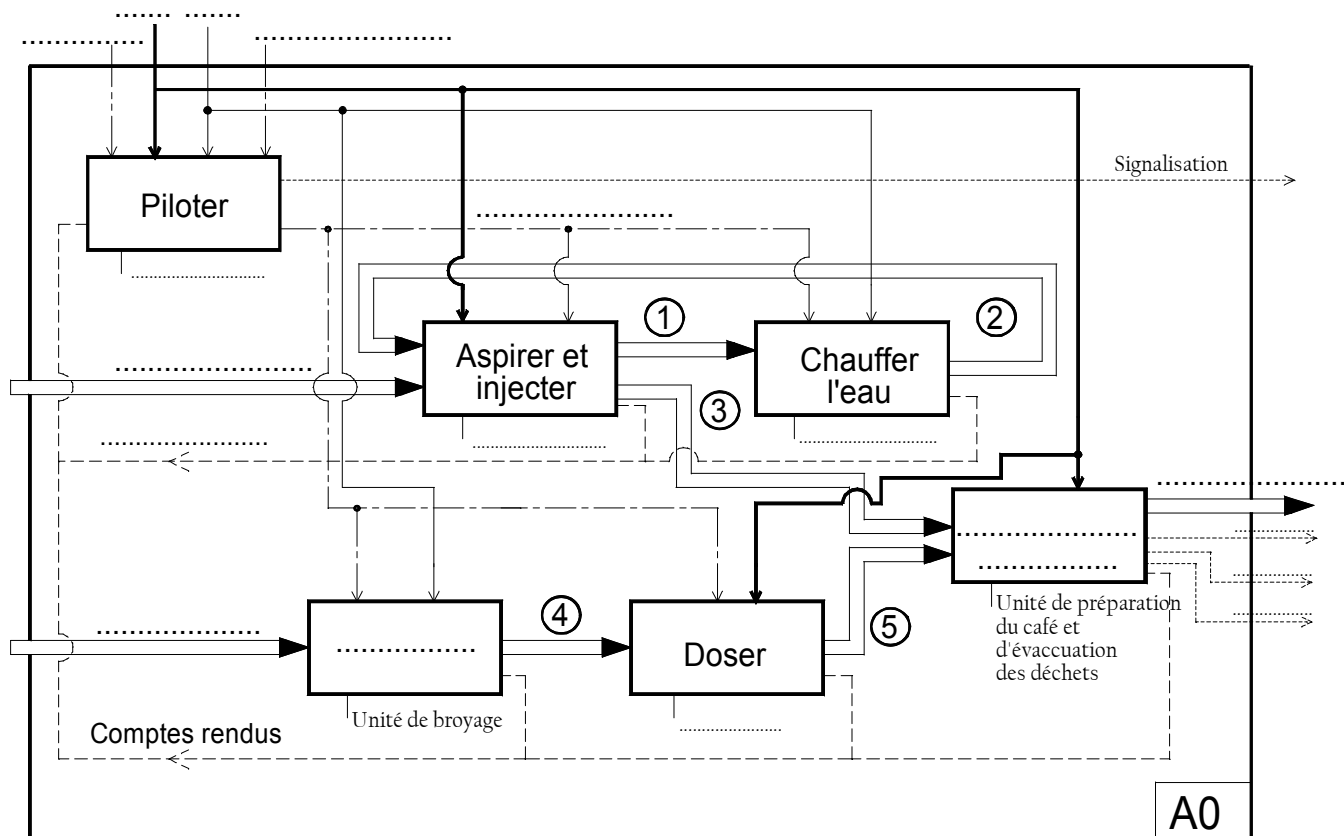 Signalisation
Piloter
1
2
Aspirer et
injecter
Chauffer
l'eau
3
4
5
Doser
Unité de préparation
du café et
d'évaccuation
des déchets
Unité de broyage
Comptes rendus
A0